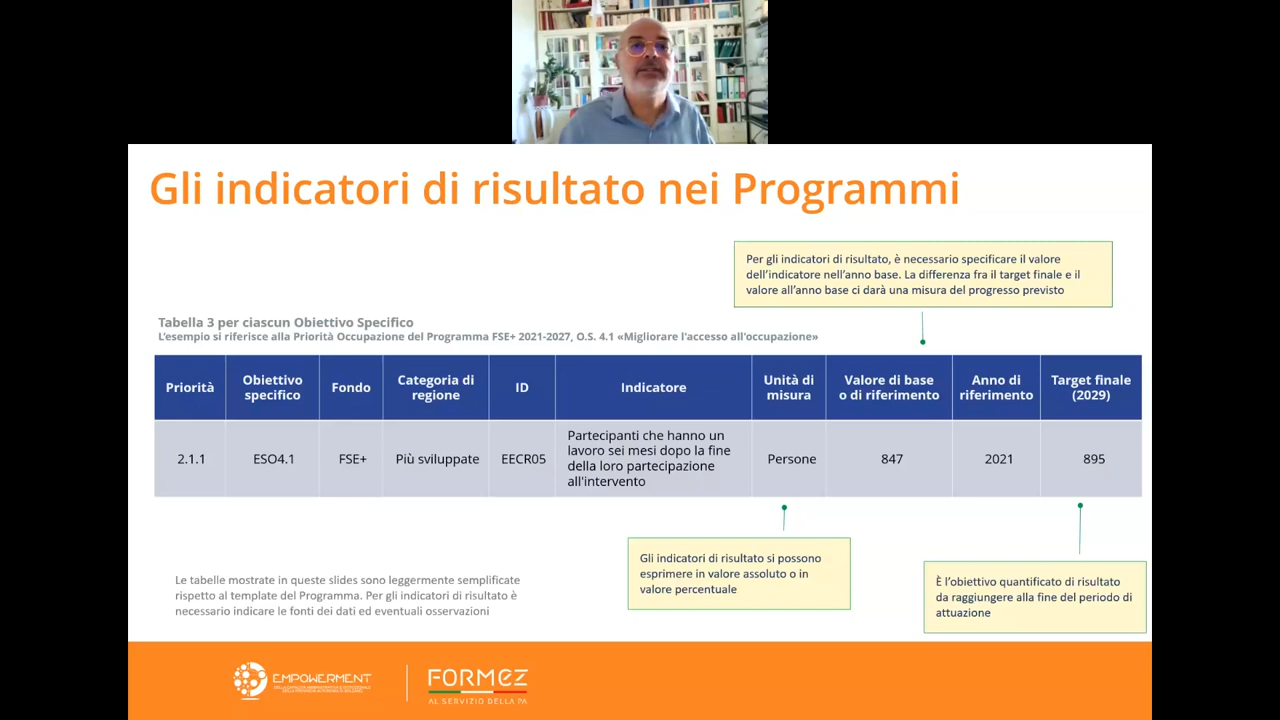 Gli indicatori di risultato nei Programmi
Per gli indicatori di risultato, è necessario specificare il valore
dell'indicatore nell'anno base. La differenza fra il target finale e il
valore all'anno base ci darà una misura del progresso previsto
Tabella 3 per ciascun Obiettivo Specifico
L'esempio si riferisce alla Priorità Occupazione del Programma FSE+ 2021-2027, O.S. 4.1 «Migliorare l'accesso all'occupazione»
Priorità
Obiettivo
specifico
Fondo
Categoria di
regione
ID
Indicatore
Unità di
misura
Valore di base
o di riferimento
Anno di
riferimento
Target finale
(2029)
2.1.1
ESO4.1
FSE+
Più sviluppate
EECR05
Partecipanti che hanno un
lavoro sei mesi dopo la fine
della loro partecipazione
all'intervento
Persone
847
2021
895
Gli indicatori di risultato si possono
esprimere in valore assoluto o in
valore percentuale
È l'obiettivo quantificato di risultato
da raggiungere alla fine del periodo di
attuazione
Le tabelle mostrate in queste slides sono leggermente semplificate
rispetto al template del Programma. Per gli indicatori di risultato è
necessario indicare le fonti dei dati ed eventuali osservazioni
EMPOWERMENT
FORMEZ
AL SERVIZIO DELLA PA